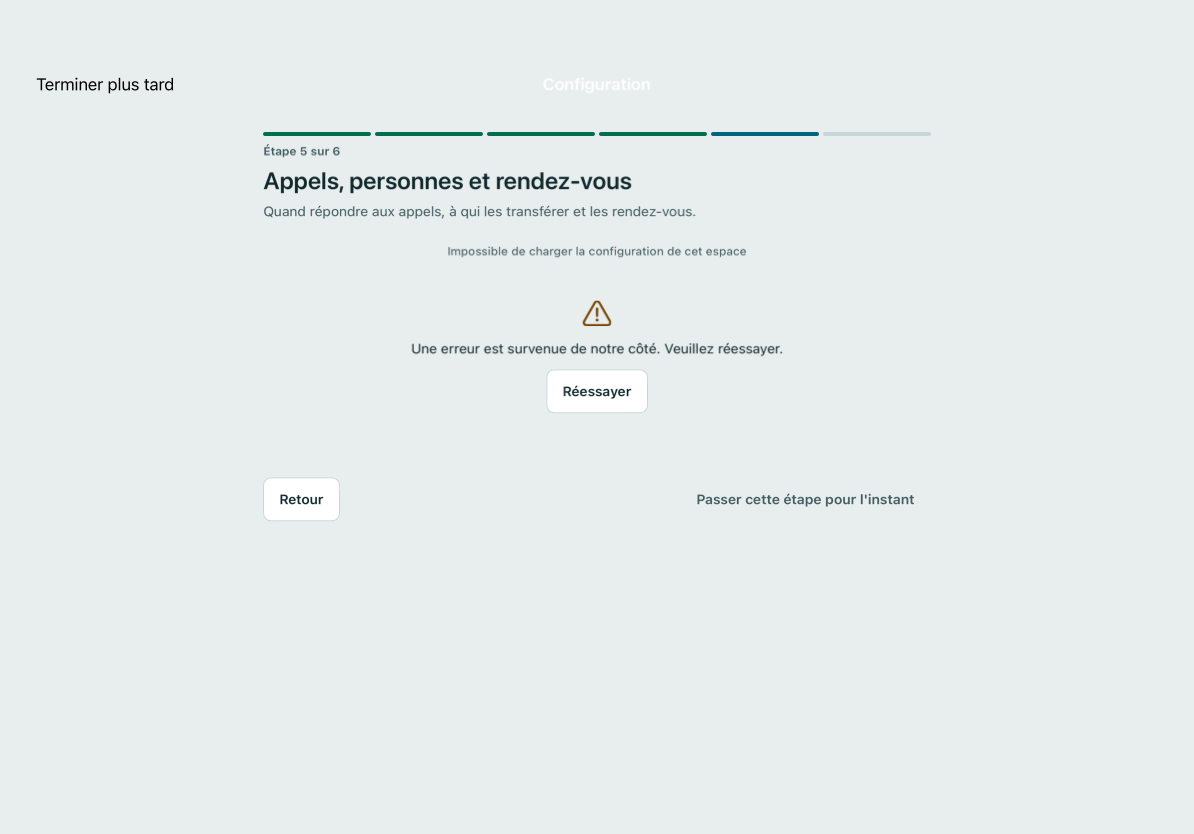 Terminer plus tard
Configuration
Étape 5 sur 6
Appels, personnes et rendez-vous
Quand répondre aux appels, à qui les transférer et les rendez-vous.
Impossible de charger la configuration de cet espace
Une erreur est survenue de notre côté. Veuillez réessayer.
Réessayer
Retour
Passer cette étape pour l'instant